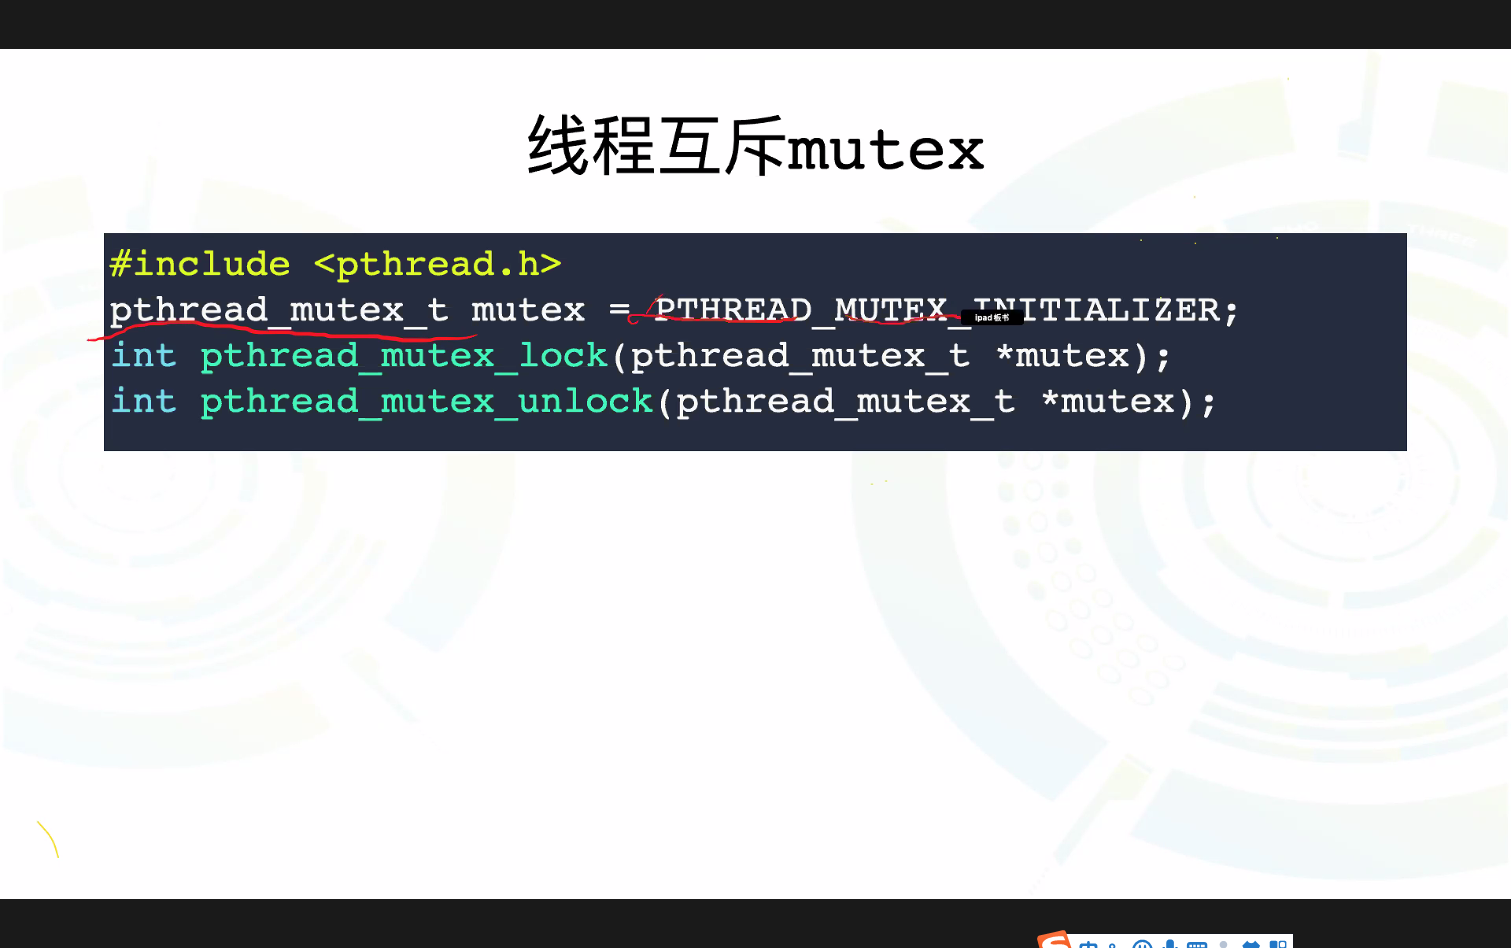 线程互斥mutex
#include <pthread.h>
pthread_mutex_t mutex = PTHREAD_MUTEX_INITIALIZER;
ipad板书
int pthread_mutex_lock(pthread_mutex_t *mutex);
int pthread_mutex_unlock(pthread_mutex_t *mutex);
中